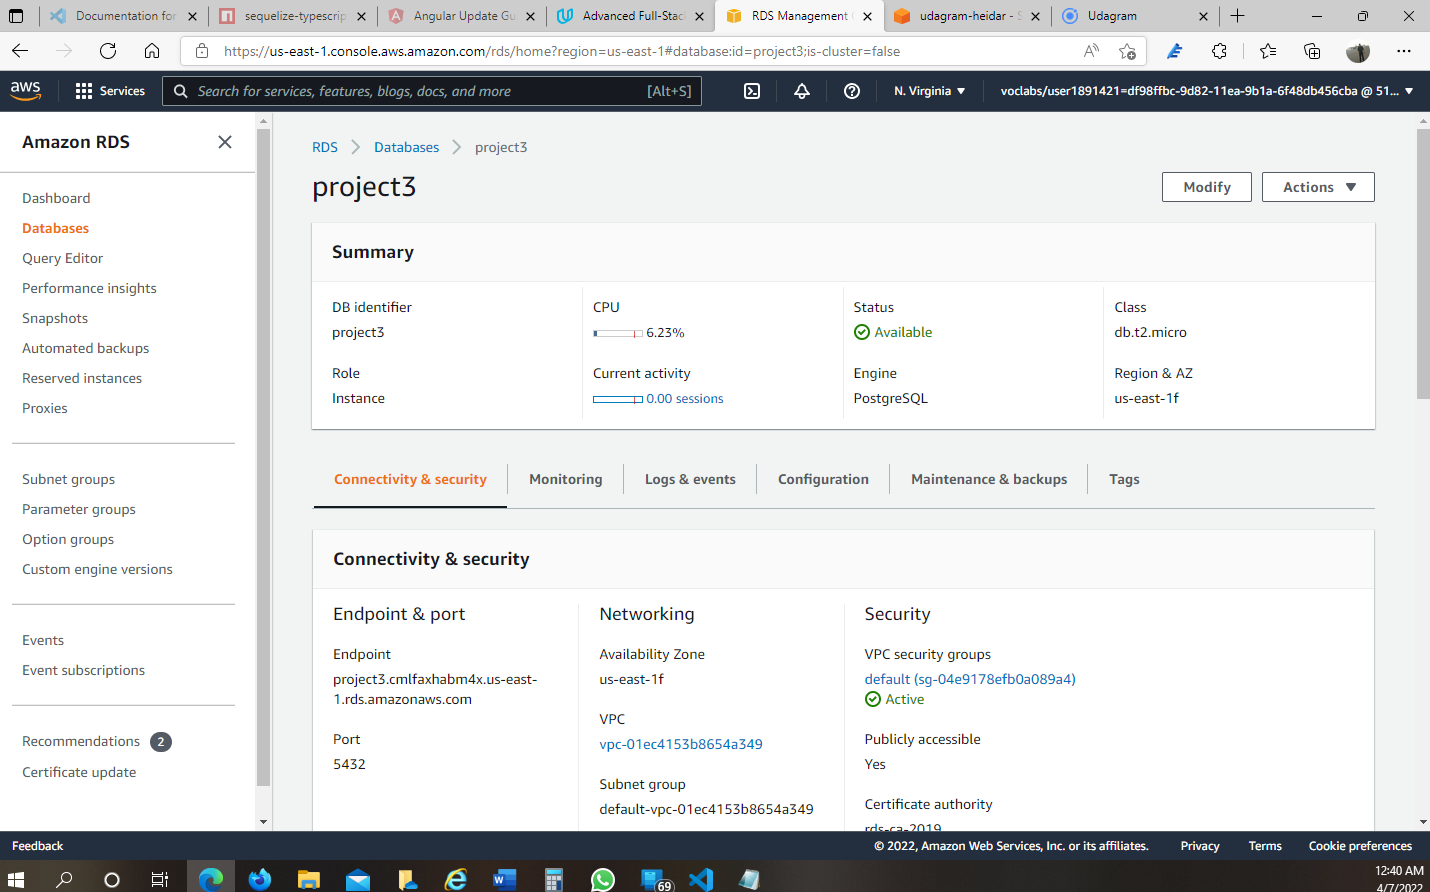 Documentation for
sequelize-typescrip
Angular Update Gu
Advanced Full-Stac
RDS Management
udagram-heidar - S
Udagram
https://us-east-1.console.aws.amazon.com/rds/home?region=us-east-1#database:id=project3;is-cluster=false
aws
Services
Search for services, features, blogs, docs, and more
[Alt+S]
N. Virginia
voclabs/user1891421=df98ffbc-9d82-11ea-9b1a-6f48db456cba @ 51...
Amazon RDS
Dashboard
Databases
Query Editor
Performance insights
Snapshots
Automated backups
Reserved instances
Proxies
Subnet groups
Parameter groups
Option groups
Custom engine versions
Events
Event subscriptions
Recommendations 2
Certificate update
RDS > Databases > project3
project3
Modify
Actions
Summary
DB identifier
project3
CPU
6.23%
Status
Available
Class
db.t2.micro
Role
Instance
Current activity
0.00 sessions
Engine
PostgreSQL
Region & AZ
us-east-1f
Connectivity & security
Monitoring
Logs & events
Configuration
Maintenance & backups
Tags
Connectivity & security
Endpoint & port
Endpoint
project3.cmlfaxhabm4x.us-east-
1.rds.amazonaws.com
Port
5432
Networking
Availability Zone
us-east-1f
VPC
vpc-01ec4153b8654a349
Subnet group
default-vpc-01ec4153b8654a349
Security
VPC security groups
default (sg-04e9178efb0a089a4)
Active
Publicly accessible
Yes
Certificate authority
rds-ca-2019
Feedback
© 2022, Amazon Web Services, Inc. or its affiliates.
Privacy
Terms
Cookie preferences
69
12:40 AM
4/7/2022